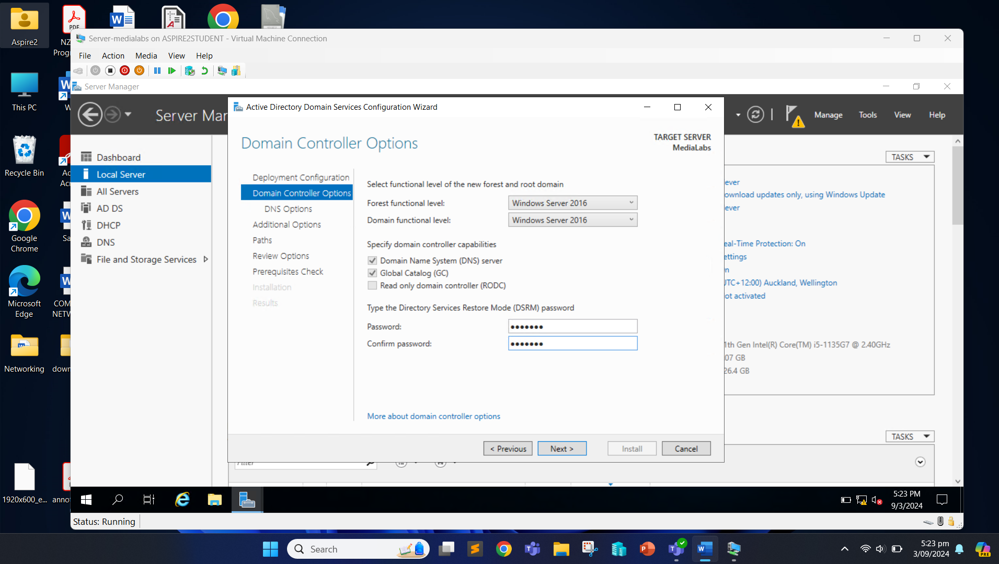 Aspire2
PDF
NZ
Prog
Server-medialabs on ASPIRE2STUDENT - Virtual Machine Connection
File Action Media View Help
Server Manager
This PC
Server Mar
Manage Tools View Help
Active Directory Domain Services Configuration Wizard
Domain Controller Options
TARGET SERVER
MediaLabs
Dashboard
Local Server
All Servers
AD DS
DHCP
DNS
File and Storage Services
Deployment Configuration
Domain Controller Options
DNS Options
Additional Options
Paths
Review Options
Prerequisites Check
Installation
Results
Select functional level of the new forest and root domain
Forest functional level: Windows Server 2016
Domain functional level: Windows Server 2016
Specify domain controller capabilities
Domain Name System (DNS) server
Global Catalog (GC)
Read only domain controller (RODC)
Type the Directory Services Restore Mode (DSRM) password
Password: •••••••
Confirm password: •••••••
More about domain controller options
< Previous Next > Install Cancel
TASKS
ever
ownload updates only, using Windows Update
ever
eal-Time Protection: On
ettings
n
UTC+12:00) Auckland, Wellington
ot activated
1th Gen Intel(R) Core(TM) i5-1135G7 @ 2.40GHz
07 GB
26.4 GB
TASKS
Filter
Recycle Bin
Ac
Acr
Google
Chrome
Sa
Microsoft
Edge
COM
NETW
Networking
down
1920x600_e...
annot
5:23 PM
9/3/2024
Status: Running
Search
5:23 pm
3/09/2024
PRE